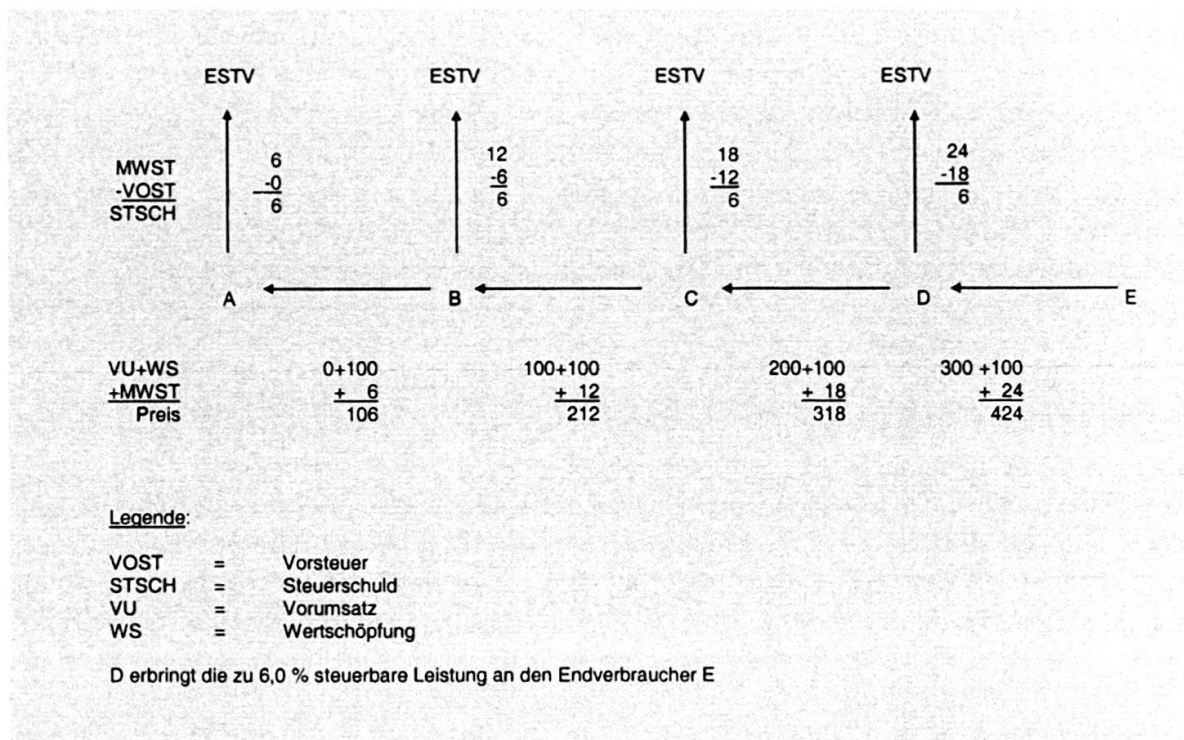 ESTV ESTV ESTV ESTV
6 12 18 24
MWST -0 -6 -12 -18
-VOST 6 6 6 6
STSCH
A B C D E
VU+WS 0+100 100+100 200+100 300 +100
+MWST + 6 + 12 + 18 + 24
Preis 106 212 318 424
Legende:
VOST = Vorsteuer
STSCH = Steuerschuld
VU = Vorumsatz
WS = Wertschöpfung
D erbringt die zu 6,0 % steuerbare Leistung an den Endverbraucher E